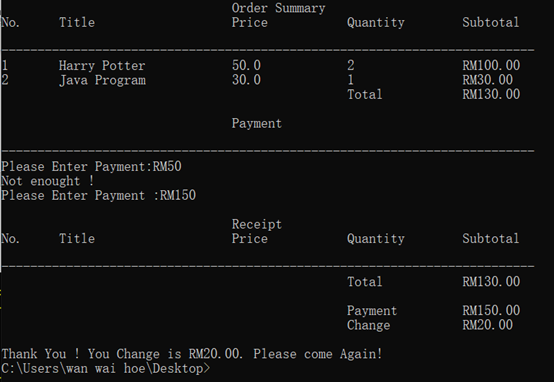 Order Summary
No. Title Price Quantity Subtotal
--------------------------------------------------------------------------
1 Harry Potter 50.0 2 RM100.00
2 Java Program 30.0 1 RM30.00
Total RM130.00
Payment
--------------------------------------------------------------------------
Please Enter Payment:RM50
Not enought !
Please Enter Payment :RM150
Receipt
No. Title Price Quantity Subtotal
--------------------------------------------------------------------------
Total RM130.00
Payment RM150.00
Change RM20.00
Thank You ! You Change is RM20.00. Please come Again!
C:\Users\wan wai hoe\Desktop>